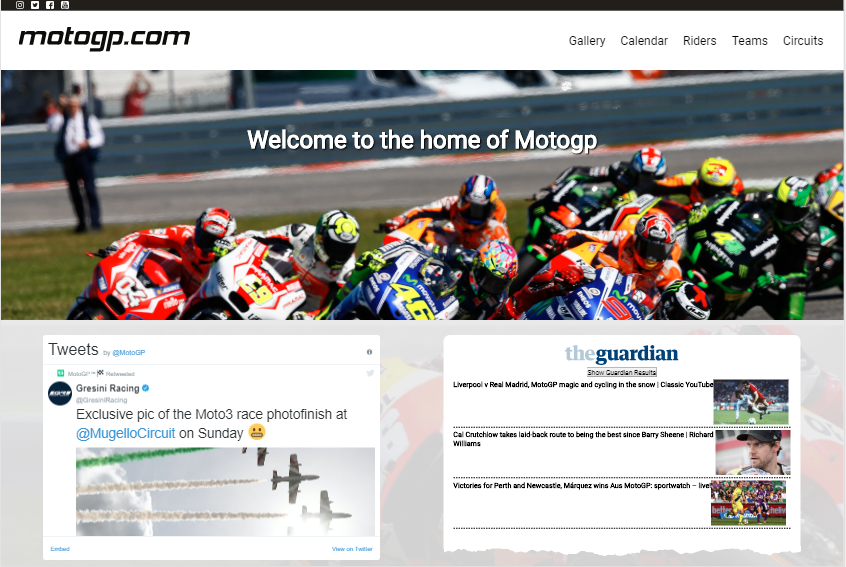 motogp.com
Gallery Calendar Riders Teams Circuits
Welcome to the home of Motogp
04
29
46
44
Tweets by @MotoGP
MotoGP™ Retweeted
Gresini Racing
@GresiniRacing
Exclusive pic of the Moto3 race photofinish at
@MugelloCircuit on Sunday 😬
Embed View on Twitter
theguardian
Show Guardian Results
Liverpool v Real Madrid, MotoGP magic and cycling in the snow | Classic YouTube
Cal Crutchlow takes laid-back route to being the best since Barry Sheene | Richard
Williams
Victories for Perth and Newcastle, Márquez wins Aus MotoGP: sportwatch – live!